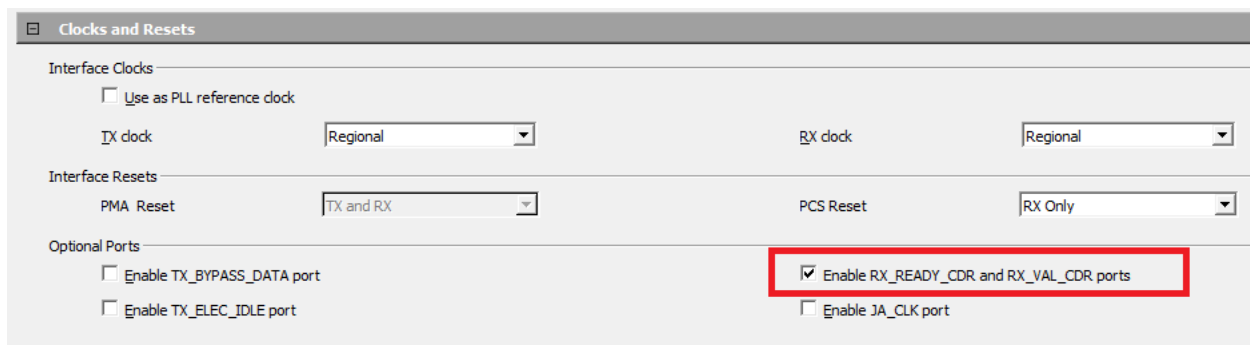 Clocks and Resets
Interface Clocks
Use as PLL reference clock
TX clock Regional RX clock Regional
Interface Resets
PMA Reset TX and RX PCS Reset RX Only
Optional Ports
Enable TX_BYPASS_DATA port Enable RX_READY_CDR and RX_VAL_CDR ports
Enable TX_ELEC_IDLE port Enable JA_CLK port